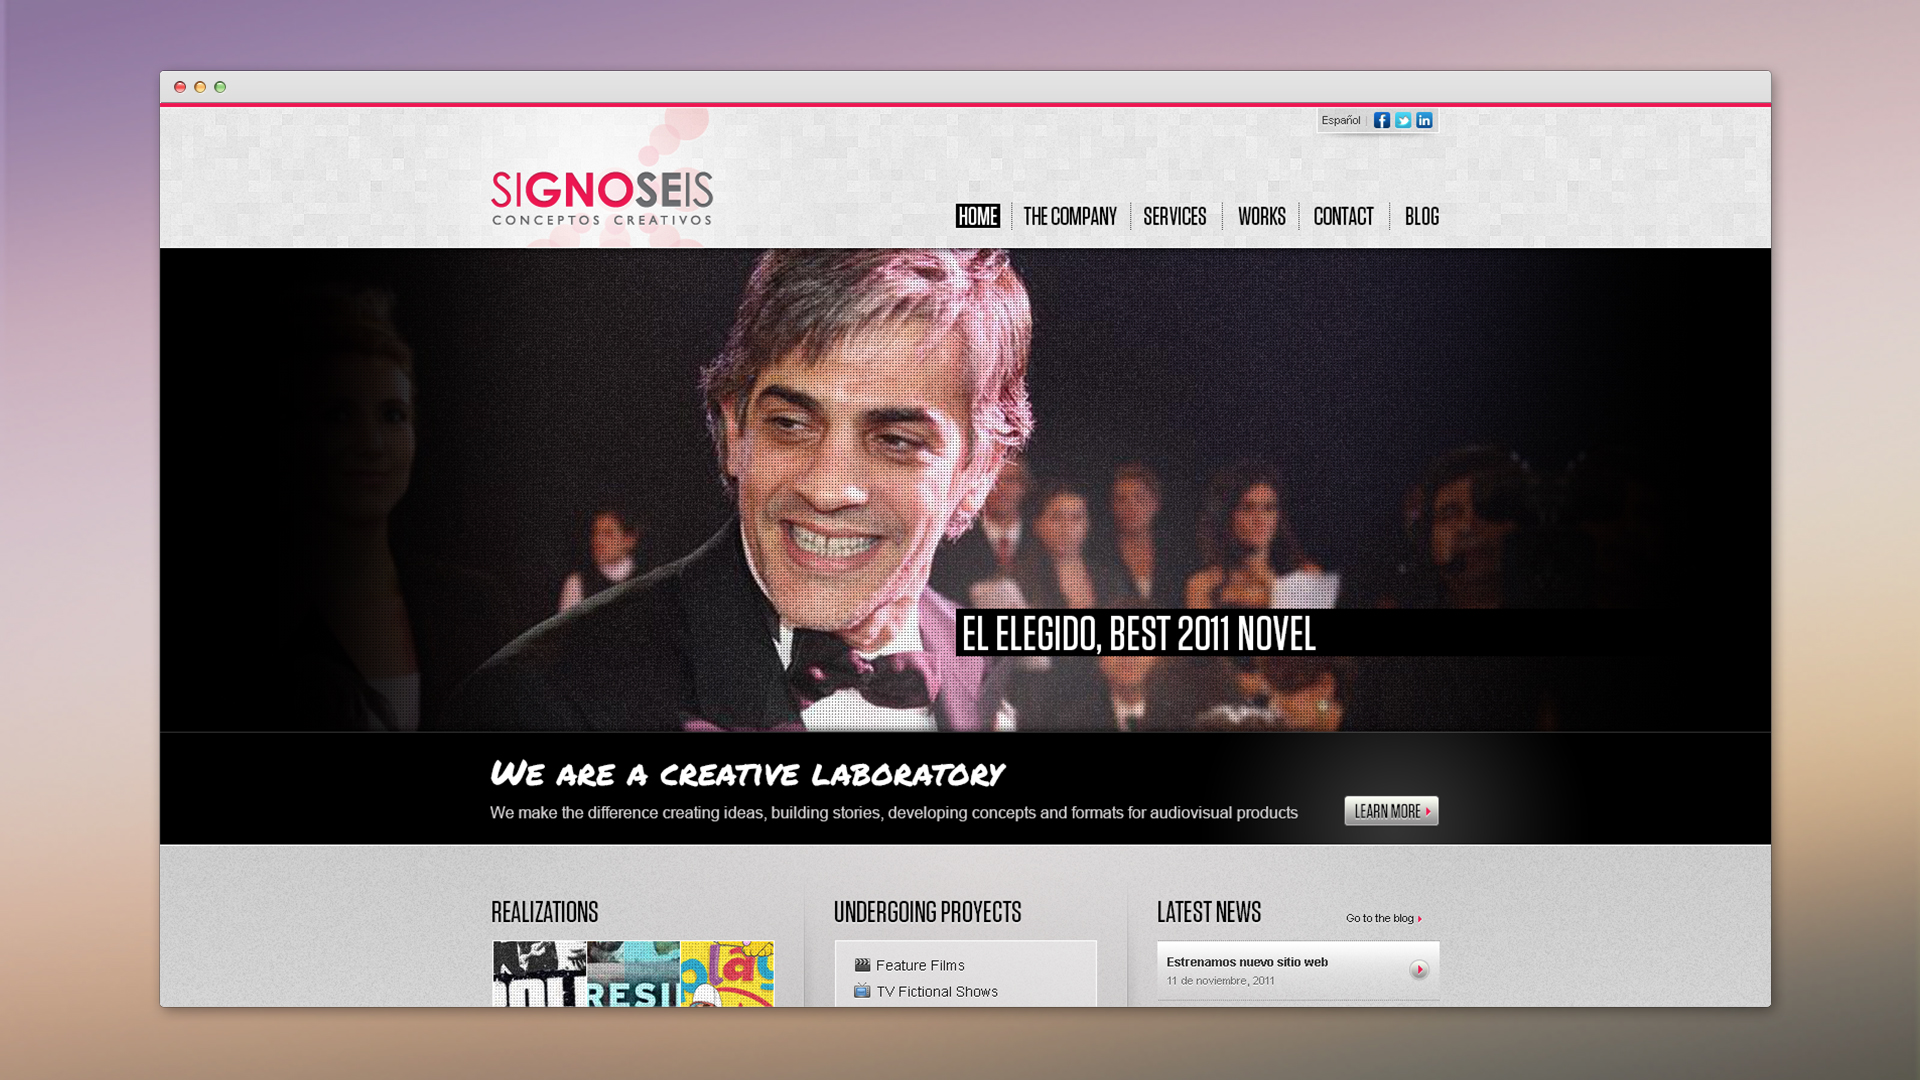 Español
SIGNOSEIS
CONCEPTOS CREATIVOS
HOME
THE COMPANY
SERVICES
WORKS
CONTACT
BLOG
EL ELEGIDO, BEST 2011 NOVEL
WE ARE A CREATIVE LABORATORY
We make the difference creating ideas, building stories, developing concepts and formats for audiovisual products
LEARN MORE
REALIZATIONS
UNDERGOING PROYECTS
Feature Films
TV Fictional Shows
LATEST NEWS
Go to the blog
Estrenamos nuevo sitio web
11 de noviembre, 2011